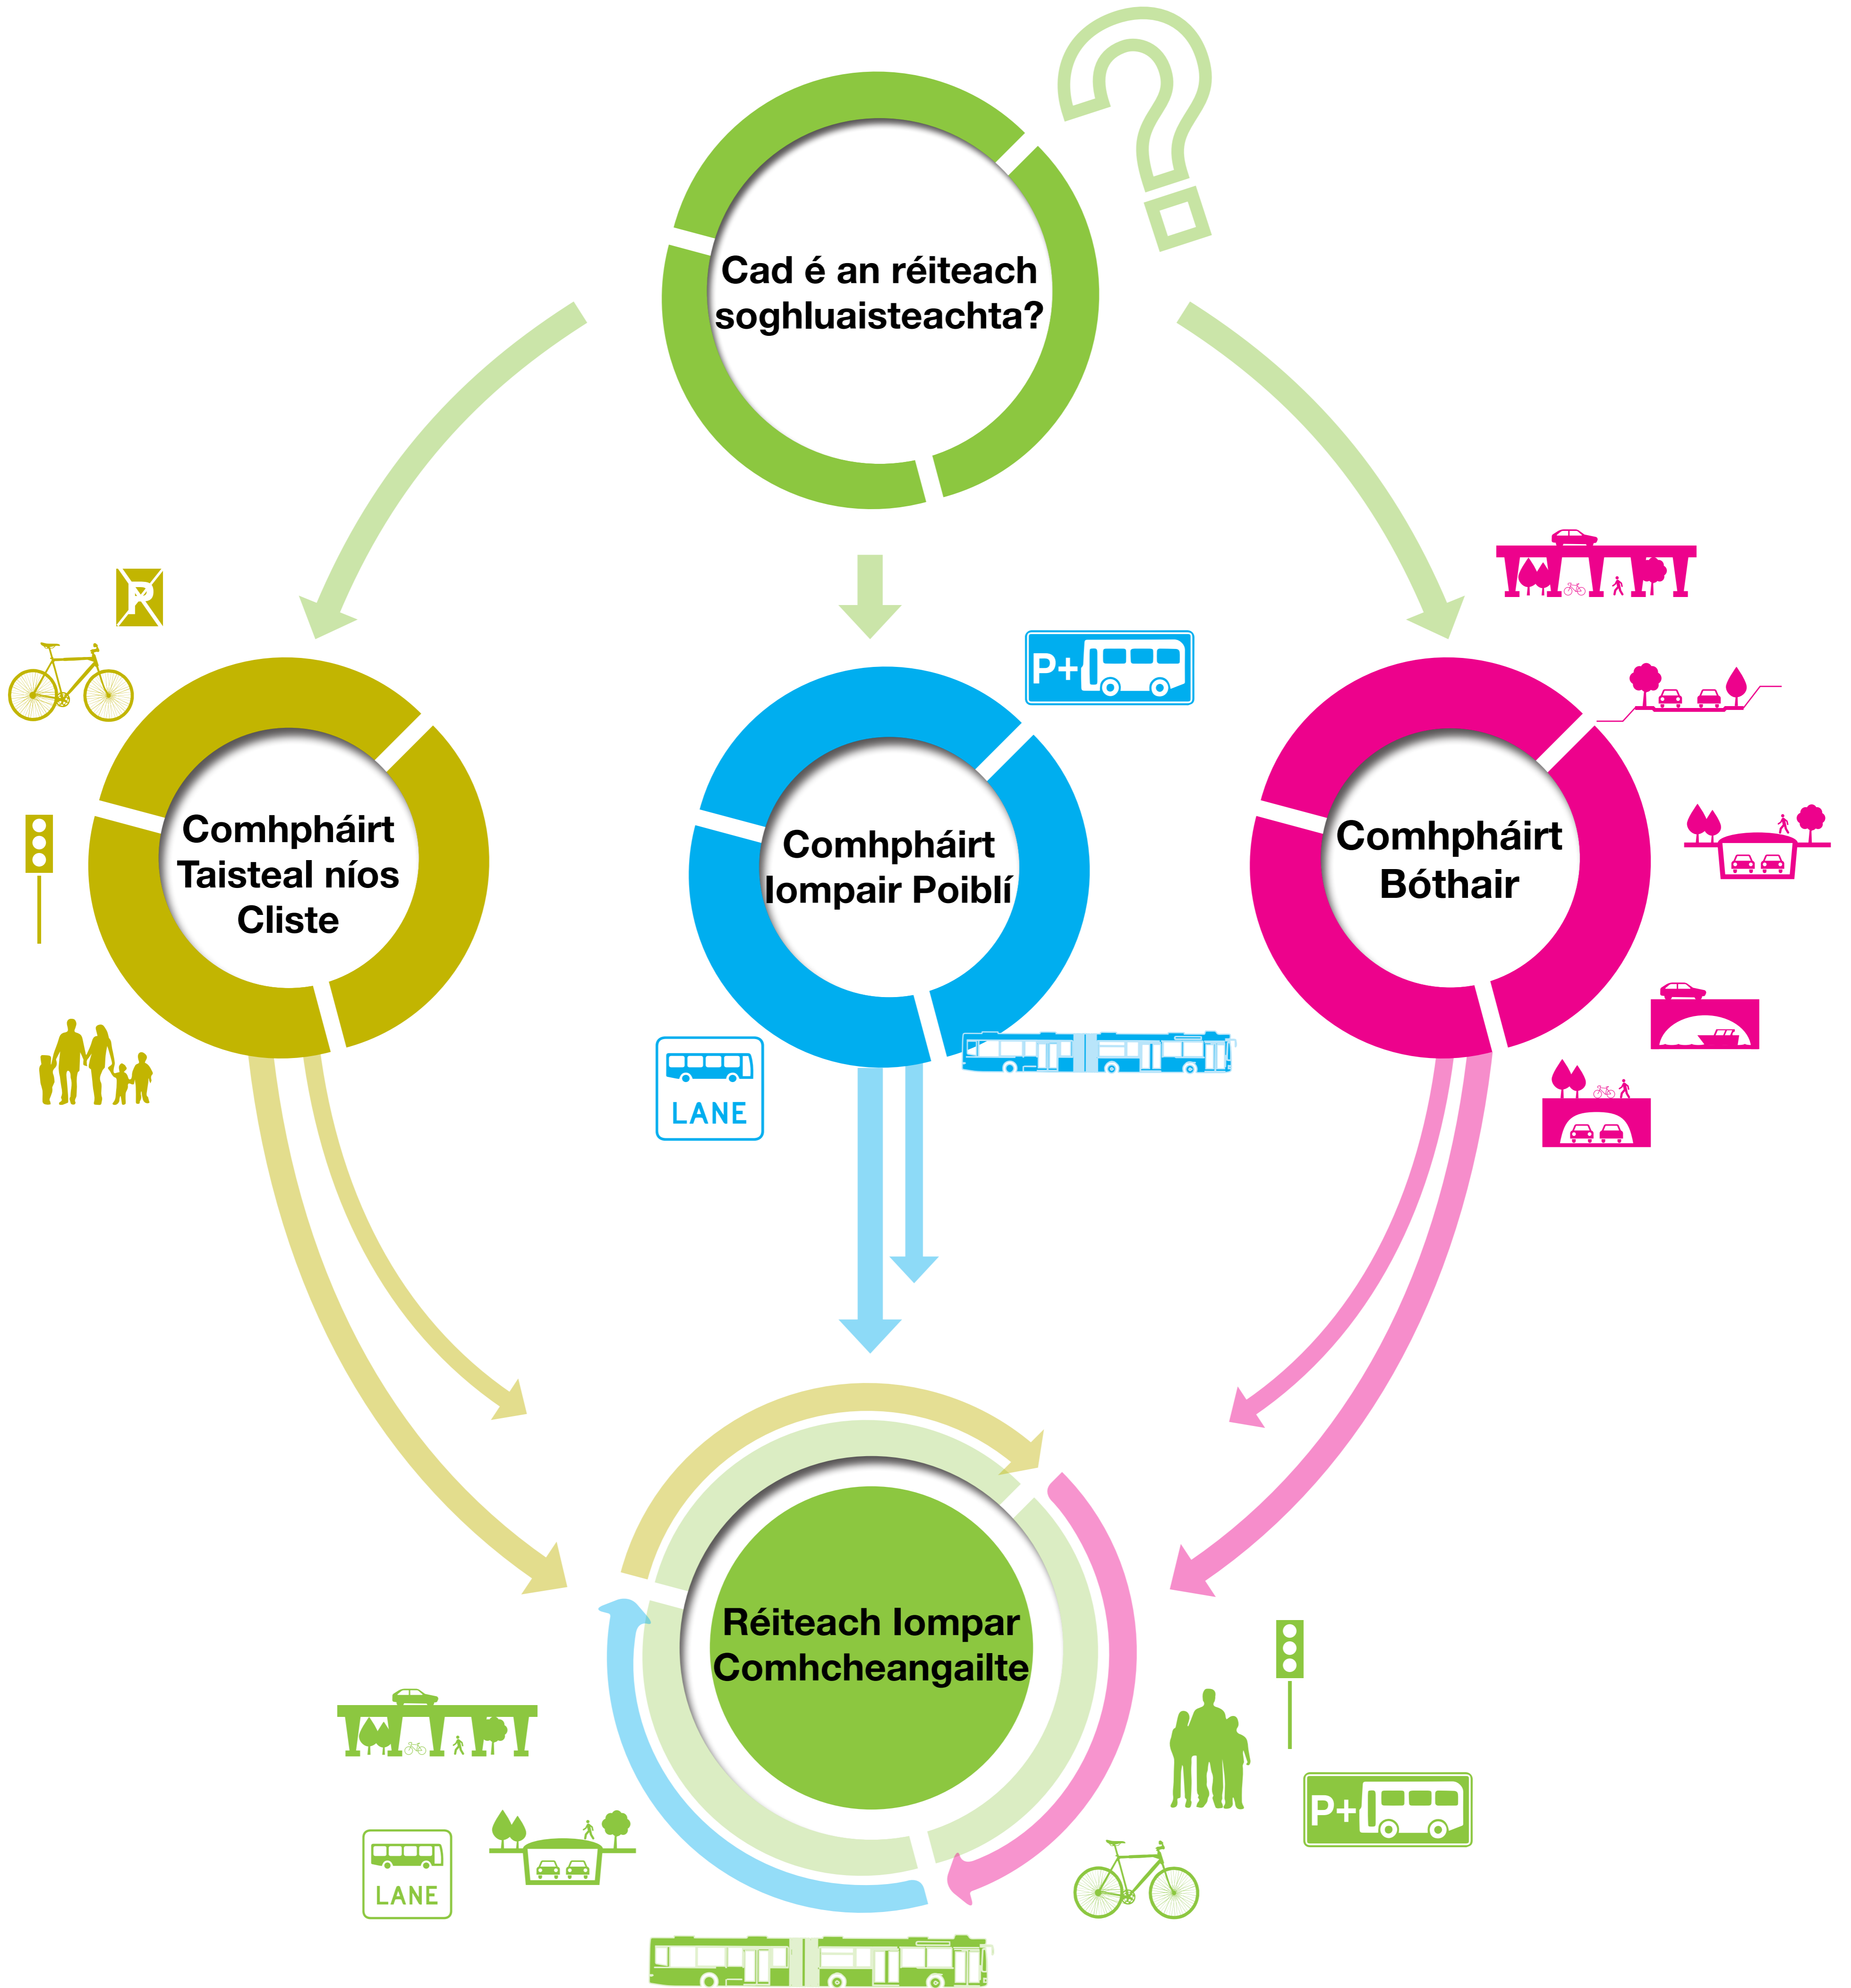 Cad é an réiteach
soghluaisteachta?
P
P+
Comhpháirt
Taisteal níos
Cliste
Comhpháirt
Iompair Poiblí
Comhpháirt
Bóthair
LANE
Réiteach Iompar
Comhcheangailte
P+
LANE